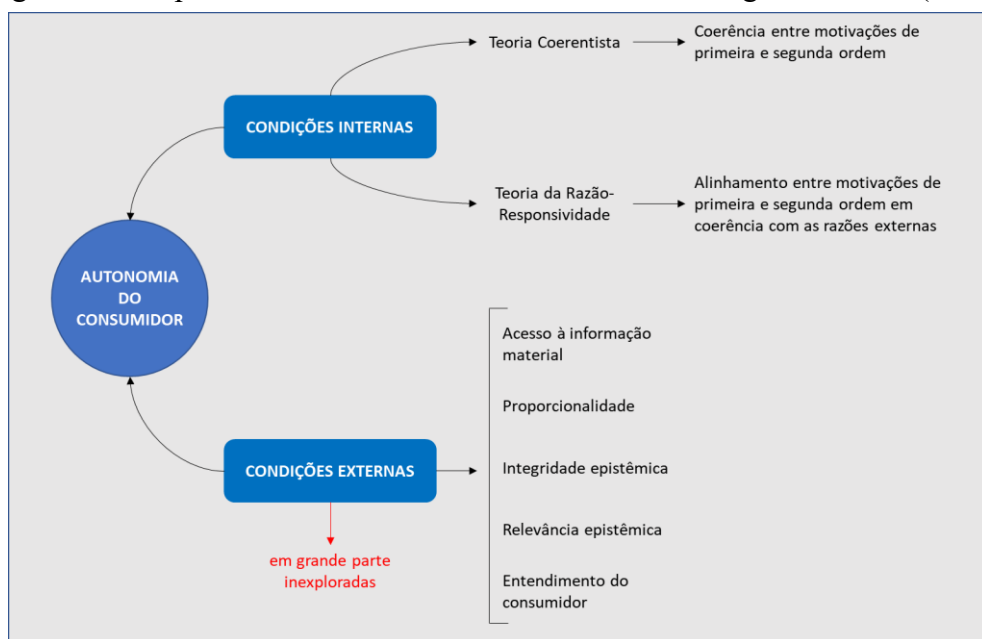 Teoria Coerentista
Coerência entre motivações de
primeira e segunda ordem
CONDIÇÕES INTERNAS
Teoria da Razão-
Responsividade
Alinhamento entre motivações de
primeira e segunda ordem em
coerência com as razões externas
AUTONOMIA
DO
CONSUMIDOR
Acesso à informação
material
Proporcionalidade
CONDIÇÕES EXTERNAS
Integridade epistêmica
Relevância epistêmica
em grande parte
inexploradas
Entendimento do
consumidor